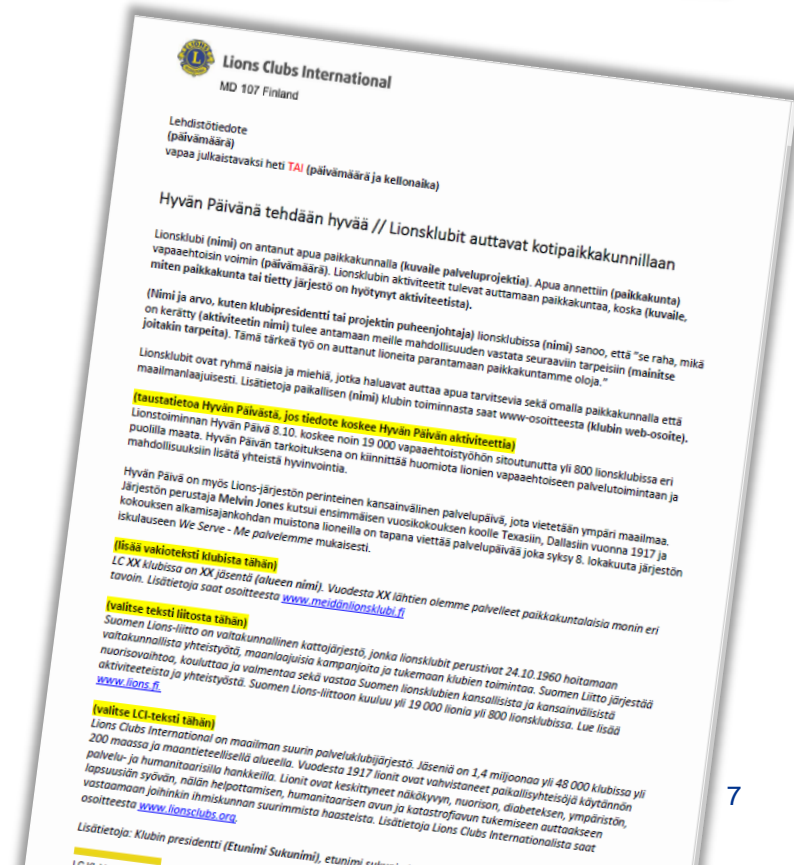 Lions Clubs International
MD 107 Finland
Lehdistötiedote
(päivämäärä)
vapaa julkaistavaksi heti TAI (päivämäärä ja kellonaika)
Hyvän Päivänä tehdään hyvää // Lionsklubit auttavat kotipaikkakunnillaan
Lionsklubi (nimi) on antanut apua paikkakunnalla (kuvaile palveluprojektia). Apua annettiin (paikkakunta)
vapaaehtoisin voimin (päivämäärä). Lionsklubin aktiviteetit tulevat auttamaan paikkakuntaa, koska (kuvaile,
miten paikkakunta tai tietty järjestö on hyötynyt aktiviteetista).
(Nimi ja arvo, kuten klubipresidentti tai projektin puheenjohtaja) lionsklubissa (nimi) sanoo, että "se raha, mikä
on kerätty (aktiviteetin nimi) tulee antamaan meille mahdollisuuden vastata seuraaviin tarpeisiin (mainitse
joitakin tarpeita). Tämä tärkeä työ on auttanut lioneita parantamaan paikkakuntamme oloja."
Lionsklubit ovat ryhmä naisia ja miehiä, jotka haluavat auttaa apua tarvitsevia sekä omalla paikkakunnalla että
maailmanlaajuisesti. Lisätietoja paikallisen (nimi) klubin toiminnasta saat www-osoitteesta (klubin web-osoite).
(taustatietoa Hyvän Päivästä, jos tiedote koskee Hyvän Päivän aktiviteettia)
Lionstoiminnan Hyvän Päivä 8.10. koskee noin 19 000 vapaaehtoistyöhön sitoutunutta yli 800 lionsklubissa eri
puolilla maata. Hyvän Päivän tarkoituksena on kiinnittää huomiota lionien vapaaehtoiseen palvelutoimintaan ja
mahdollisuuksiin lisätä yhteistä hyvinvointia.
Hyvän Päivä on myös Lions-järjestön perinteinen kansainvälinen palvelupäivä, jota vietetään ympäri maailmaa.
Järjestön perustaja Melvin Jones kutsui ensimmäisen vuosikokouksen koolle Texasiin, Dallasiin vuonna 1917 ja
kokouksen alkamisajankohdan muistona lioneilla on tapana viettää palvelupäivää joka syksy 8. lokakuuta järjestön
iskulauseen We Serve - Me palvelemme mukaisesti.
(lisää vakioteksti klubista tähän)
LC XX klubissa on XX jäsentä (alueen nimi). Vuodesta XX lähtien olemme palvelleet paikkakuntalaisia monin eri
tavoin. Lisätietoja saat osoitteesta www.meidänlionsklubi.fi
(valitse teksti liitosta tähän)
Suomen Lions-liitto on valtakunnallinen kattojärjestö, jonka lionsklubit perustivat 24.10.1960 hoitamaan
valtakunnallista yhteistyötä, maanlaajuisia kampanjoita ja tukemaan klubien toimintaa. Suomen Liitto järjestää
nuorisovaihtoa, kouluttaa ja valmentaa sekä vastaa Suomen lionsklubien kansallisista ja kansainvälisistä
aktiviteeteista ja yhteistyöstä. Suomen Lions-liittoon kuuluu yli 19 000 lionia yli 800 lionsklubissa. Lue lisää
www.lions.fi.
(valitse LCI-teksti tähän)
Lions Clubs International on maailman suurin palveluklubijärjestö. Jäseniä on 1,4 miljoonaa yli 48 000 klubissa yli
200 maassa ja maantieteellisellä alueella. Vuodesta 1917 lionit ovat vahvistaneet paikallisyhteisöjä käytännön
palvelu- ja humanitaarisilla hankkeilla. Lionit ovat keskittyneet näkökyvyn, nuorison, diabeteksen, ympäristön,
lapsuusiän syövän, nälän helpottamisen, humanitaarisen avun ja katastrofiavun tukemiseen auttaakseen
vastaamaan joihinkin ihmiskunnan suurimmista haasteista. Lisätietoja Lions Clubs Internationalista saat
osoitteesta www.lionsclubs.org.
Lisätietoja: Klubin presidentti (Etunimi Sukunimi), etunimi
7